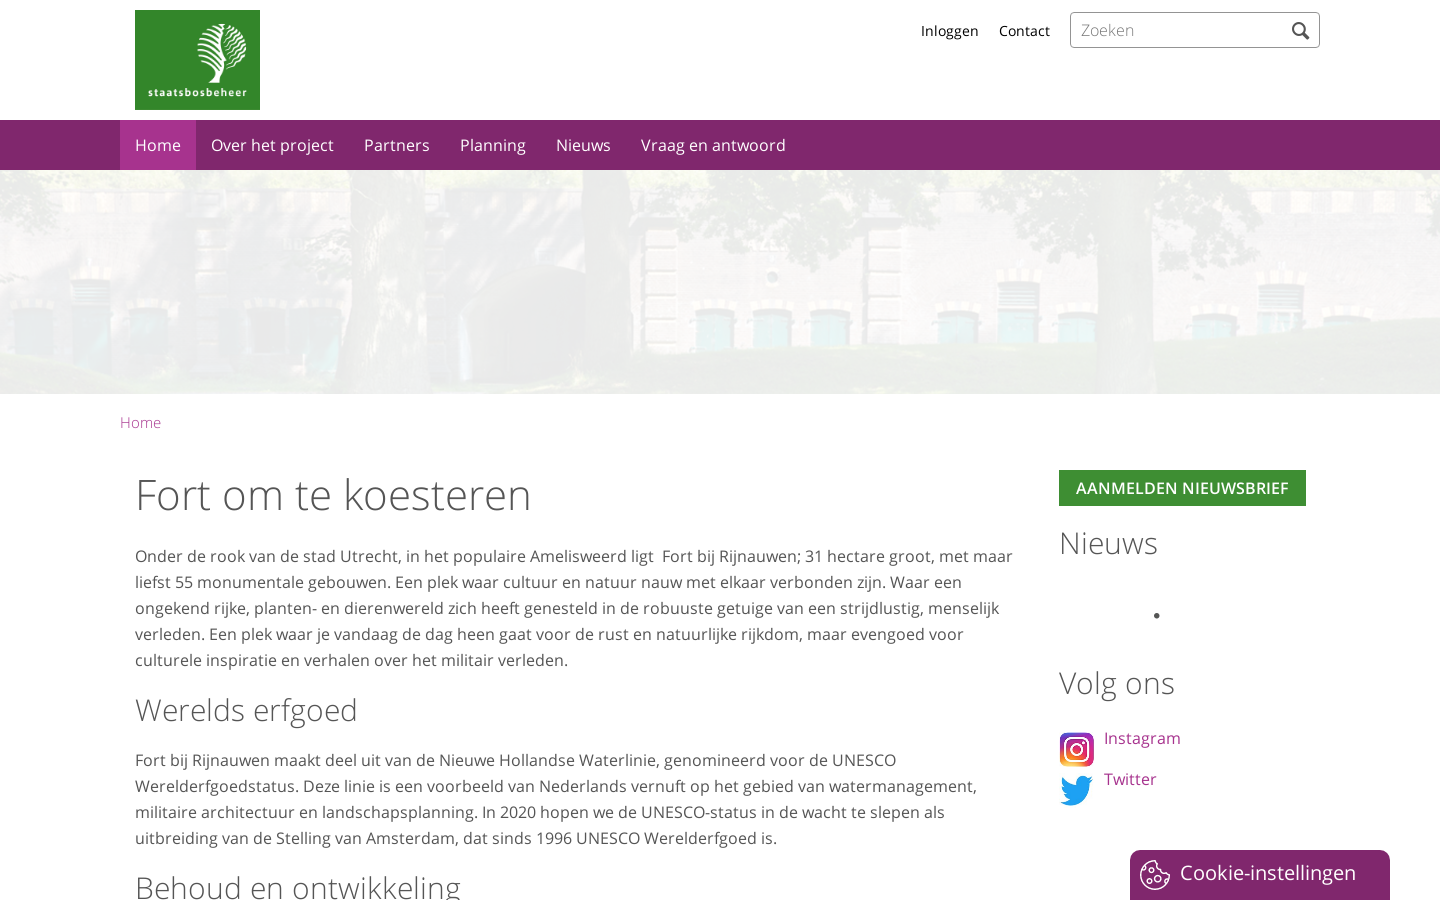 staatsbosbeheer
Inloggen
Contact
Zoeken
Home
Over het project
Partners
Planning
Nieuws
Vraag en antwoord
Home
Fort om te koesteren
Onder de rook van de stad Utrecht, in het populaire Amelisweerd ligt  Fort bij Rijnauwen; 31 hectare groot, met maar
liefst 55 monumentale gebouwen. Een plek waar cultuur en natuur nauw met elkaar verbonden zijn. Waar een
ongekend rijke, planten- en dierenwereld zich heeft genesteld in de robuuste getuige van een strijdlustig, menselijk
verleden. Een plek waar je vandaag de dag heen gaat voor de rust en natuurlijke rijkdom, maar evengoed voor
culturele inspiratie en verhalen over het militair verleden.
Werelds erfgoed
Fort bij Rijnauwen maakt deel uit van de Nieuwe Hollandse Waterlinie, genomineerd voor de UNESCO
Werelderfgoedstatus. Deze linie is een voorbeeld van Nederlands vernuft op het gebied van watermanagement,
militaire architectuur en landschapsplanning. In 2020 hopen we de UNESCO-status in de wacht te slepen als
uitbreiding van de Stelling van Amsterdam, dat sinds 1996 UNESCO Werelderfgoed is.
Behoud en ontwikkeling
AANMELDEN NIEUWSBRIEF
Nieuws
•
Volg ons
Instagram
Twitter
Cookie-instellingen